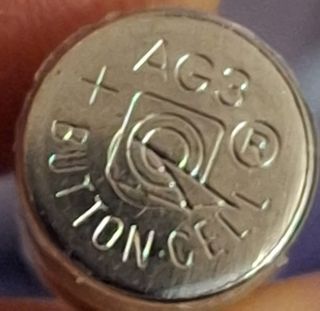 AG3
+
®
BUTTON·CELL